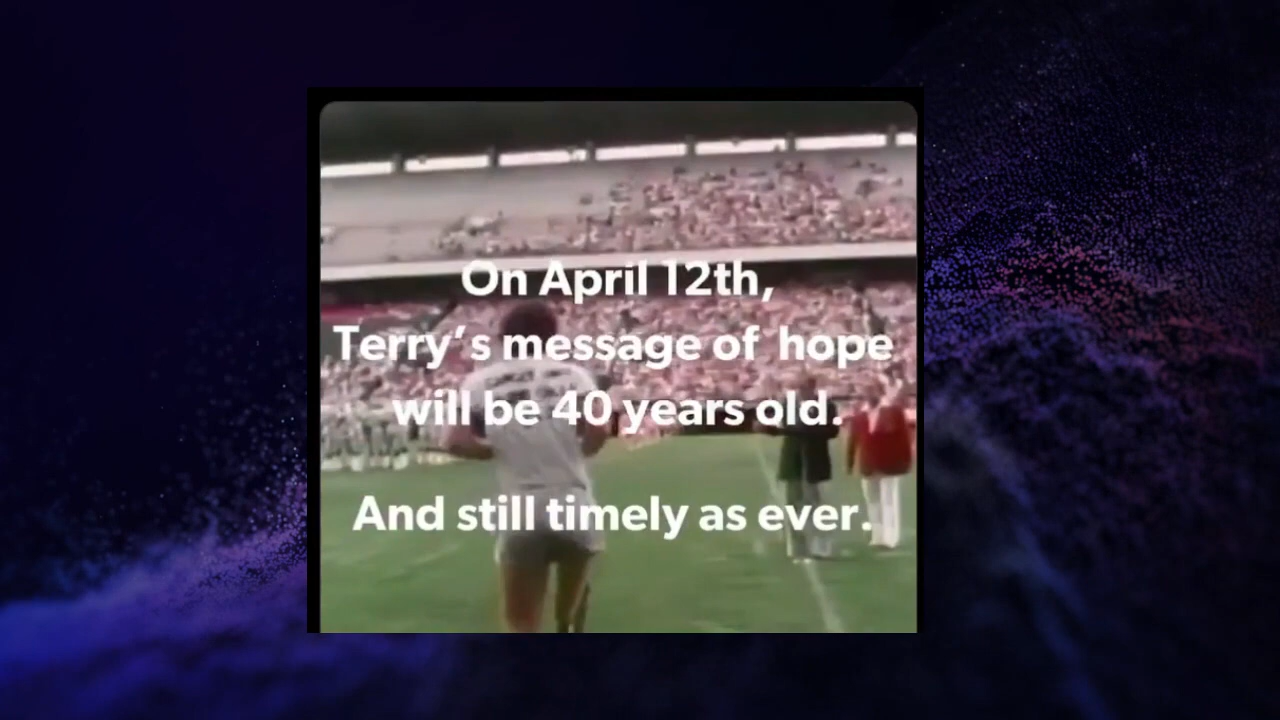 On April 12th,
Terry's message of hope
will be 40 years old.
And still timely as ever.